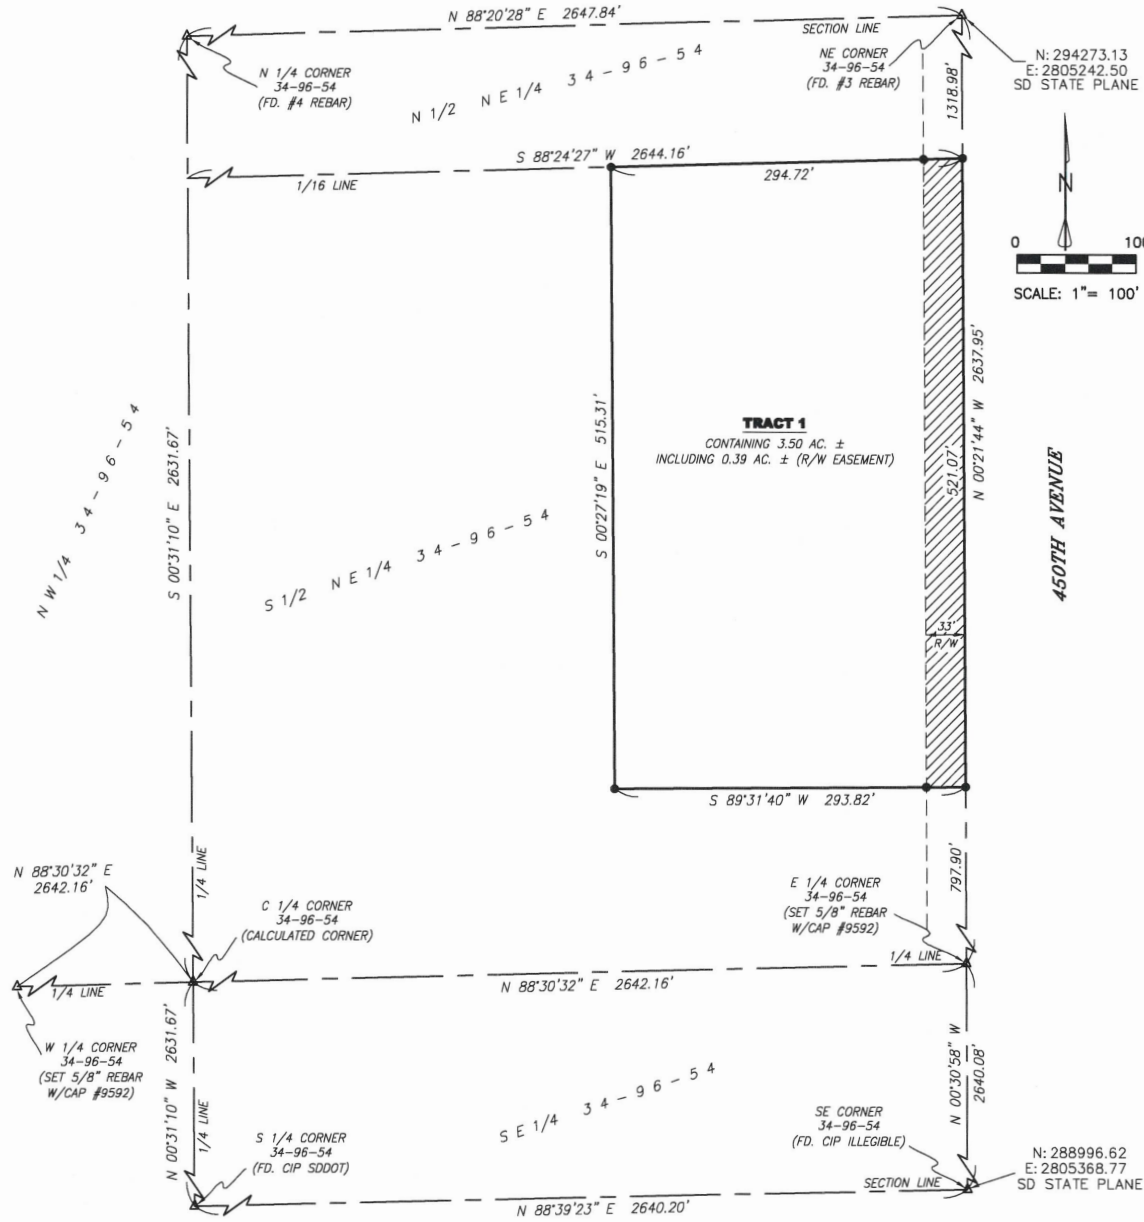 N 88°20'28" E 2647.84'
SECTION LINE
N 1/4 CORNER
34-96-54
(FD. #4 REBAR)
N 1/2 NE 1/4 34-96-54
NE CORNER
34-96-54
(FD. #3 REBAR)
1318.98'
N: 294273.13
E: 2805242.50
SD STATE PLANE
S 88°24'27" W 2644.16'
1/16 LINE
294.72'
N
0 100
SCALE: 1"= 100'
NW 1/4 34-96-54
S 00°31'10" E 2631.67'
S 1/2 NE 1/4 34-96-54
S 00°27'19" E 515.31'
TRACT 1
CONTAINING 3.50 AC. ±
INCLUDING 0.39 AC. ± (R/W EASEMENT)
521.07'
N 00°21'44" W 2637.95'
450TH AVENUE
33'
R/W
S 89°31'40" W 293.82'
797.90'
N 88°30'32" E
2642.16'
1/4 LINE
C 1/4 CORNER
34-96-54
(CALCULATED CORNER)
E 1/4 CORNER
34-96-54
(SET 5/8" REBAR
W/CAP #9592)
1/4 LINE
1/4 LINE
N 88°30'32" E 2642.16'
W 1/4 CORNER
34-96-54
(SET 5/8" REBAR
W/CAP #9592)
N 00°31'10" W 2631.67'
1/4 LINE
SE 1/4 34-96-54
N 00°30'58" W
2640.08'
S 1/4 CORNER
34-96-54
(FD. CIP SDDOT)
SE CORNER
34-96-54
(FD. CIP ILLEGIBLE)
SECTION LINE
N: 288996.62
E: 2805368.77
SD STATE PLANE
N 88°39'23" E 2640.20'